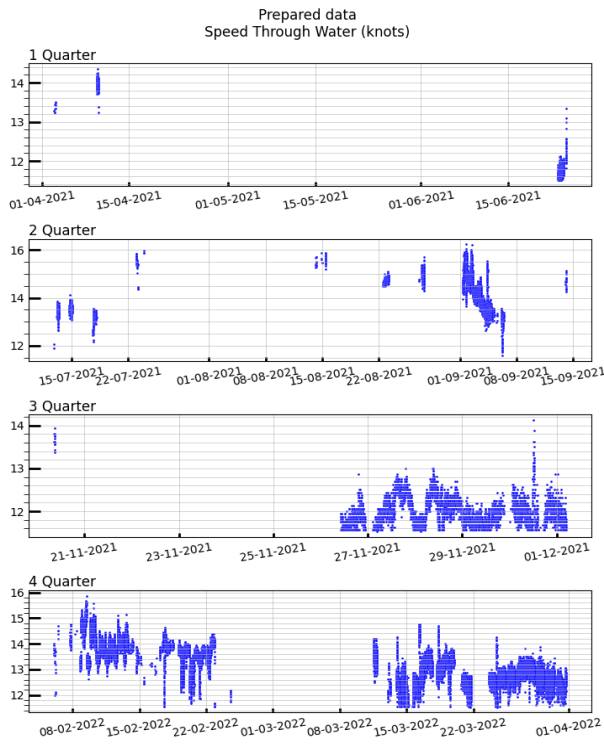 Prepared data
Speed Through Water (knots)
1 Quarter
14
13
12
01-04-2021 15-04-2021 01-05-2021 15-05-2021 01-06-2021 15-06-2021
2 Quarter
16
14
12
15-07-2021 22-07-2021 01-08-2021 08-08-2021 15-08-2021 22-08-2021 01-09-2021 08-09-2021 15-09-2021
3 Quarter
14
13
12
21-11-2021 23-11-2021 25-11-2021 27-11-2021 29-11-2021 01-12-2021
4 Quarter
16
15
14
13
12
08-02-2022 15-02-2022 22-02-2022 01-03-2022 08-03-2022 15-03-2022 22-03-2022 01-04-2022